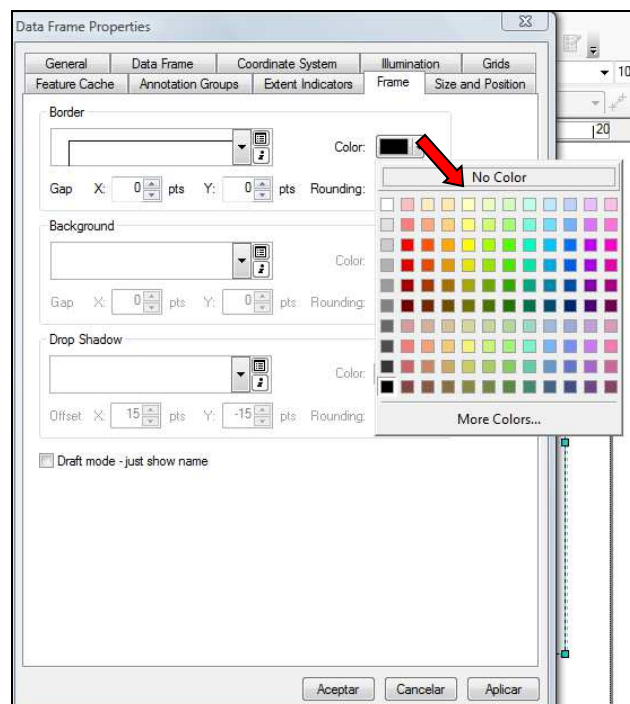 Data Frame Properties
General Data Frame Coordinate System Illumination Grids
Feature Cache Annotation Groups Extent Indicators Frame Size and Position
10
20
Border
Color:
No Color
Gap X: 0 pts Y: 0 pts Rounding:
Background
Color:
Gap X: 0 pts Y: 0 pts Rounding:
Drop Shadow
Color:
Offset X: 15 pts Y: -15 pts Rounding:
More Colors...
Draft mode - just show name
Aceptar Cancelar Aplicar